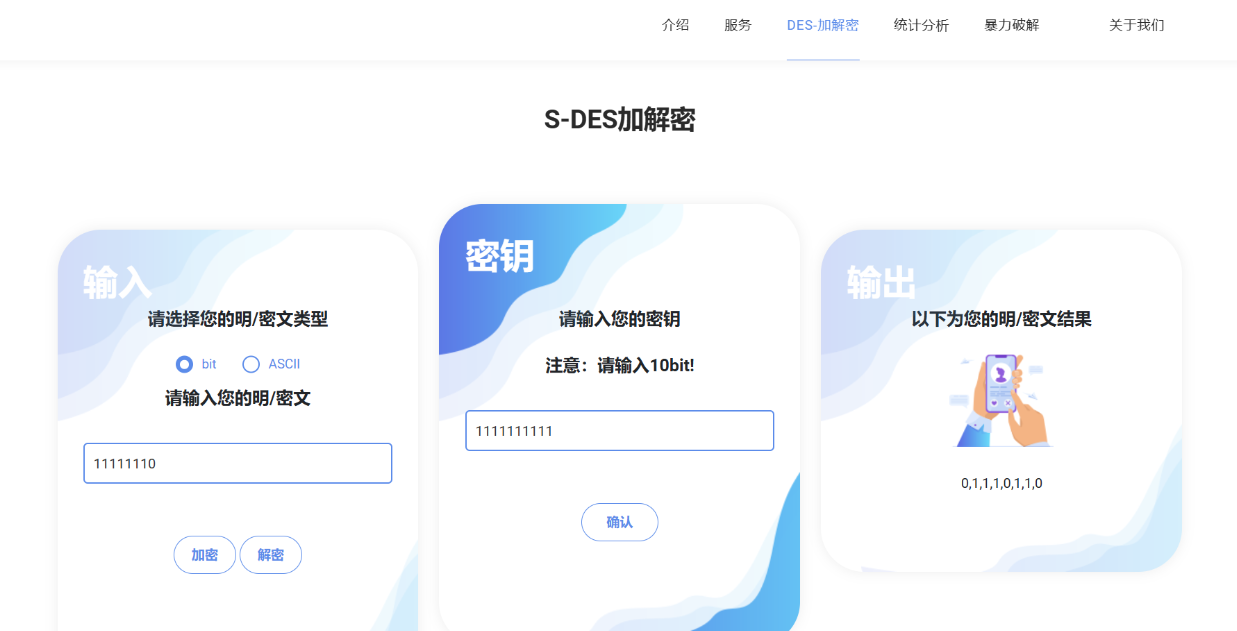 介绍 服务 DES-加解密 统计分析 暴力破解 关于我们
S-DES加解密
输入
请选择您的明/密文类型
bit ASCII
请输入您的明/密文
11111110
加密 解密
密钥
请输入您的密钥
注意：请输入10bit!
1111111111
确认
输出
以下为您的明/密文结果
0,1,1,1,0,1,1,0